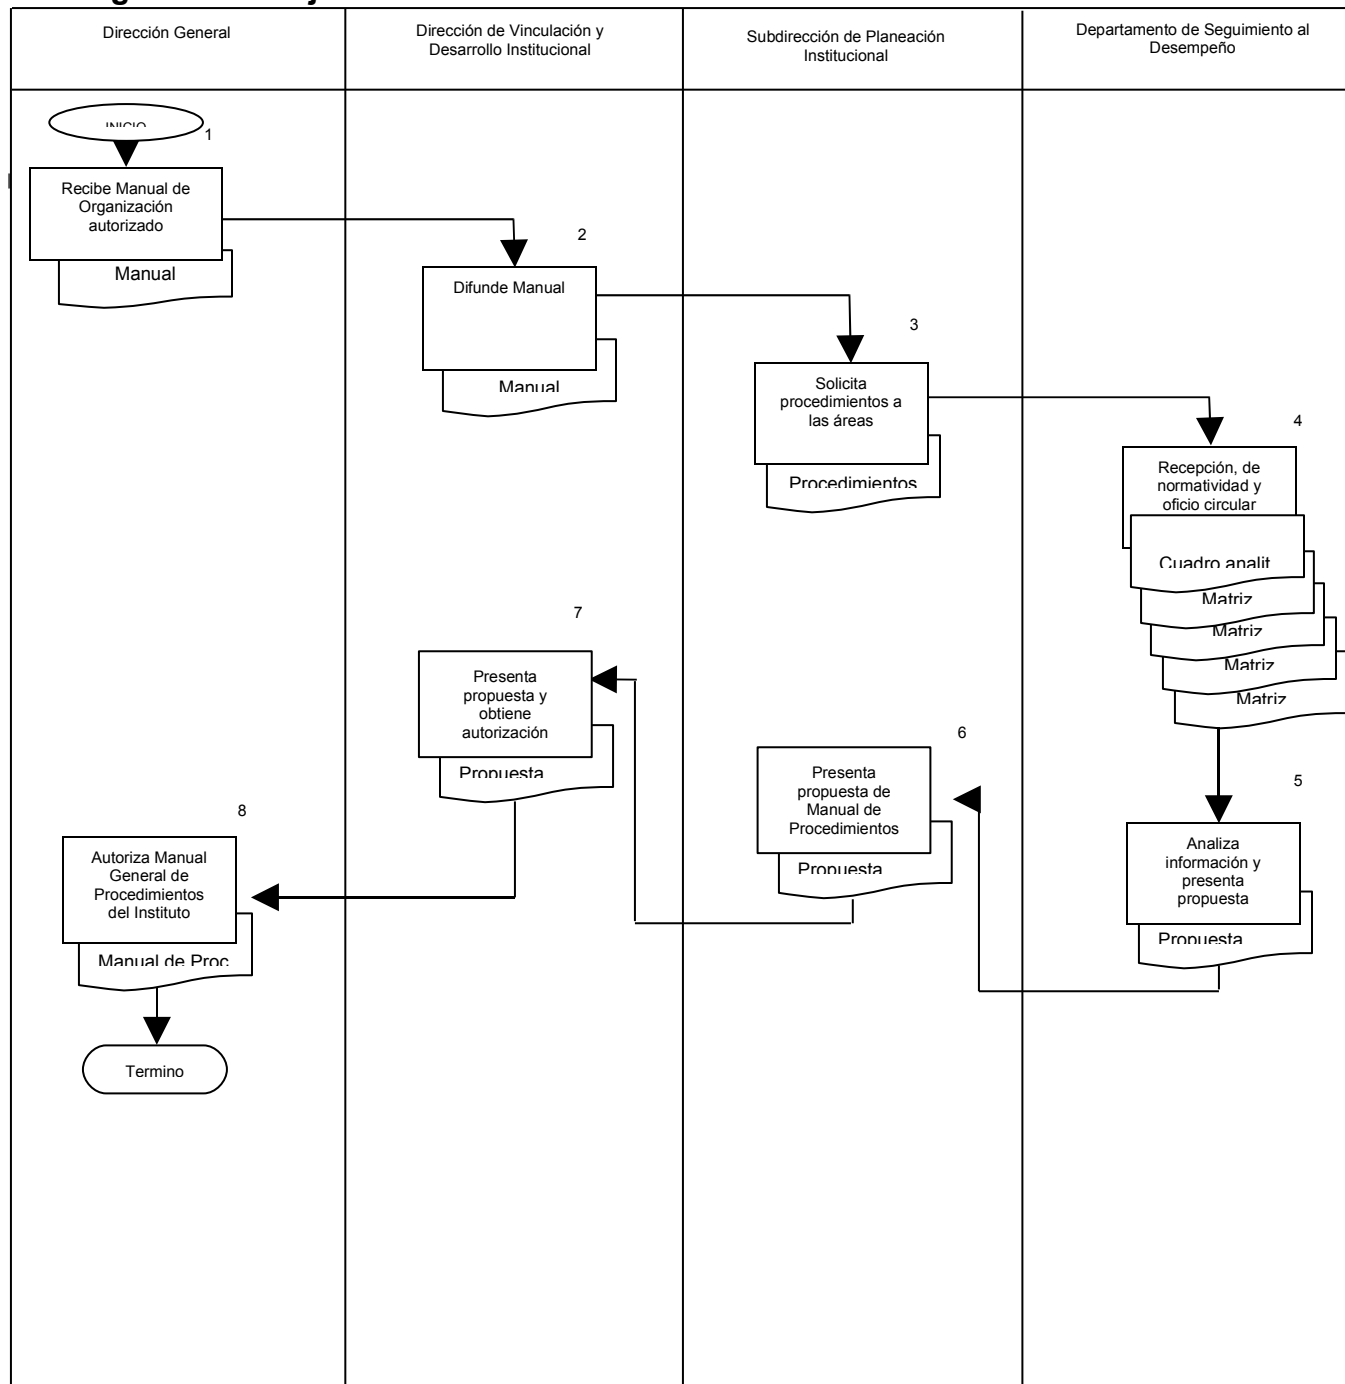 Dirección General
Dirección de Vinculación y
Desarrollo Institucional
Subdirección de Planeación
Institucional
Departamento de Seguimiento al
Desempeño
INICIO
1
Recibe Manual de
Organización
autorizado
Manual
2
Difunde Manual
Manual
3
Solicita
procedimientos a
las áreas
Procedimientos
4
Recepción, de
normatividad y
oficio circular
Cuadro analit
Matriz
Matriz
Matriz
Matriz
5
Analiza
información y
presenta
propuesta
Propuesta
6
Presenta
propuesta de
Manual de
Procedimientos
Propuesta
7
Presenta
propuesta y
obtiene
autorización
Propuesta
8
Autoriza Manual
General de
Procedimientos
del Instituto
Manual de Proc
Termino